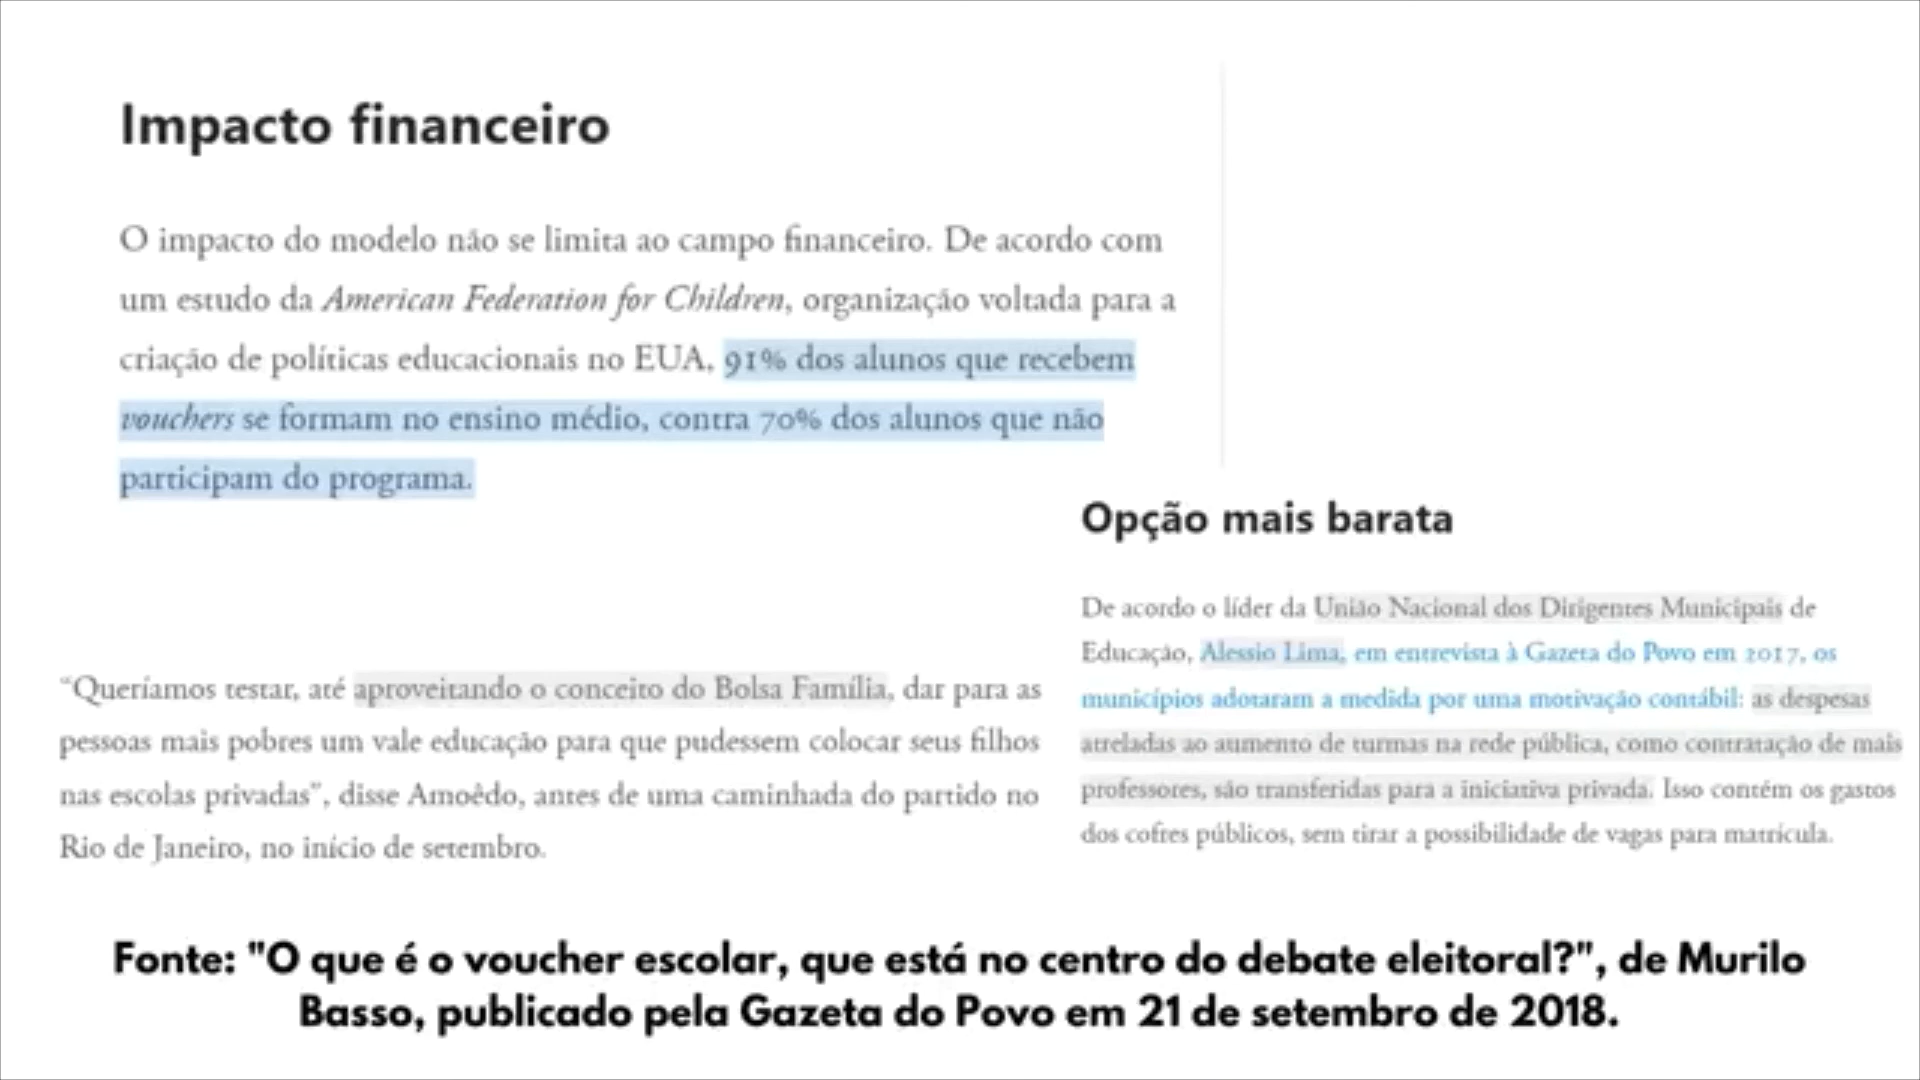 Impacto financeiro
O impacto do modelo não se limita ao campo financeiro. De acordo com
um estudo da American Federation for Children, organização voltada para a
criação de políticas educacionais no EUA, 91% dos alunos que recebem
vouchers se formam no ensino médio, contra 70% dos alunos que não
participam do programa.
“Queríamos testar, até aproveitando o conceito do Bolsa Família, dar para as
pessoas mais pobres um vale educação para que pudessem colocar seus filhos
nas escolas privadas”, disse Amoêdo, antes de uma caminhada do partido no
Rio de Janeiro, no início de setembro.
Opção mais barata
De acordo o líder da União Nacional dos Dirigentes Municipais de
Educação, Alessio Lima, em entrevista à Gazeta do Povo em 2017, os
municípios adotaram a medida por uma motivação contábil: as despesas
atreladas ao aumento de turmas na rede pública, como contratação de mais
professores, são transferidas para a iniciativa privada. Isso contém os gastos
dos cofres públicos, sem tirar a possibilidade de vagas para matrícula.
Fonte: "O que é o voucher escolar, que está no centro do debate eleitoral?", de Murilo
Basso, publicado pela Gazeta do Povo em 21 de setembro de 2018.